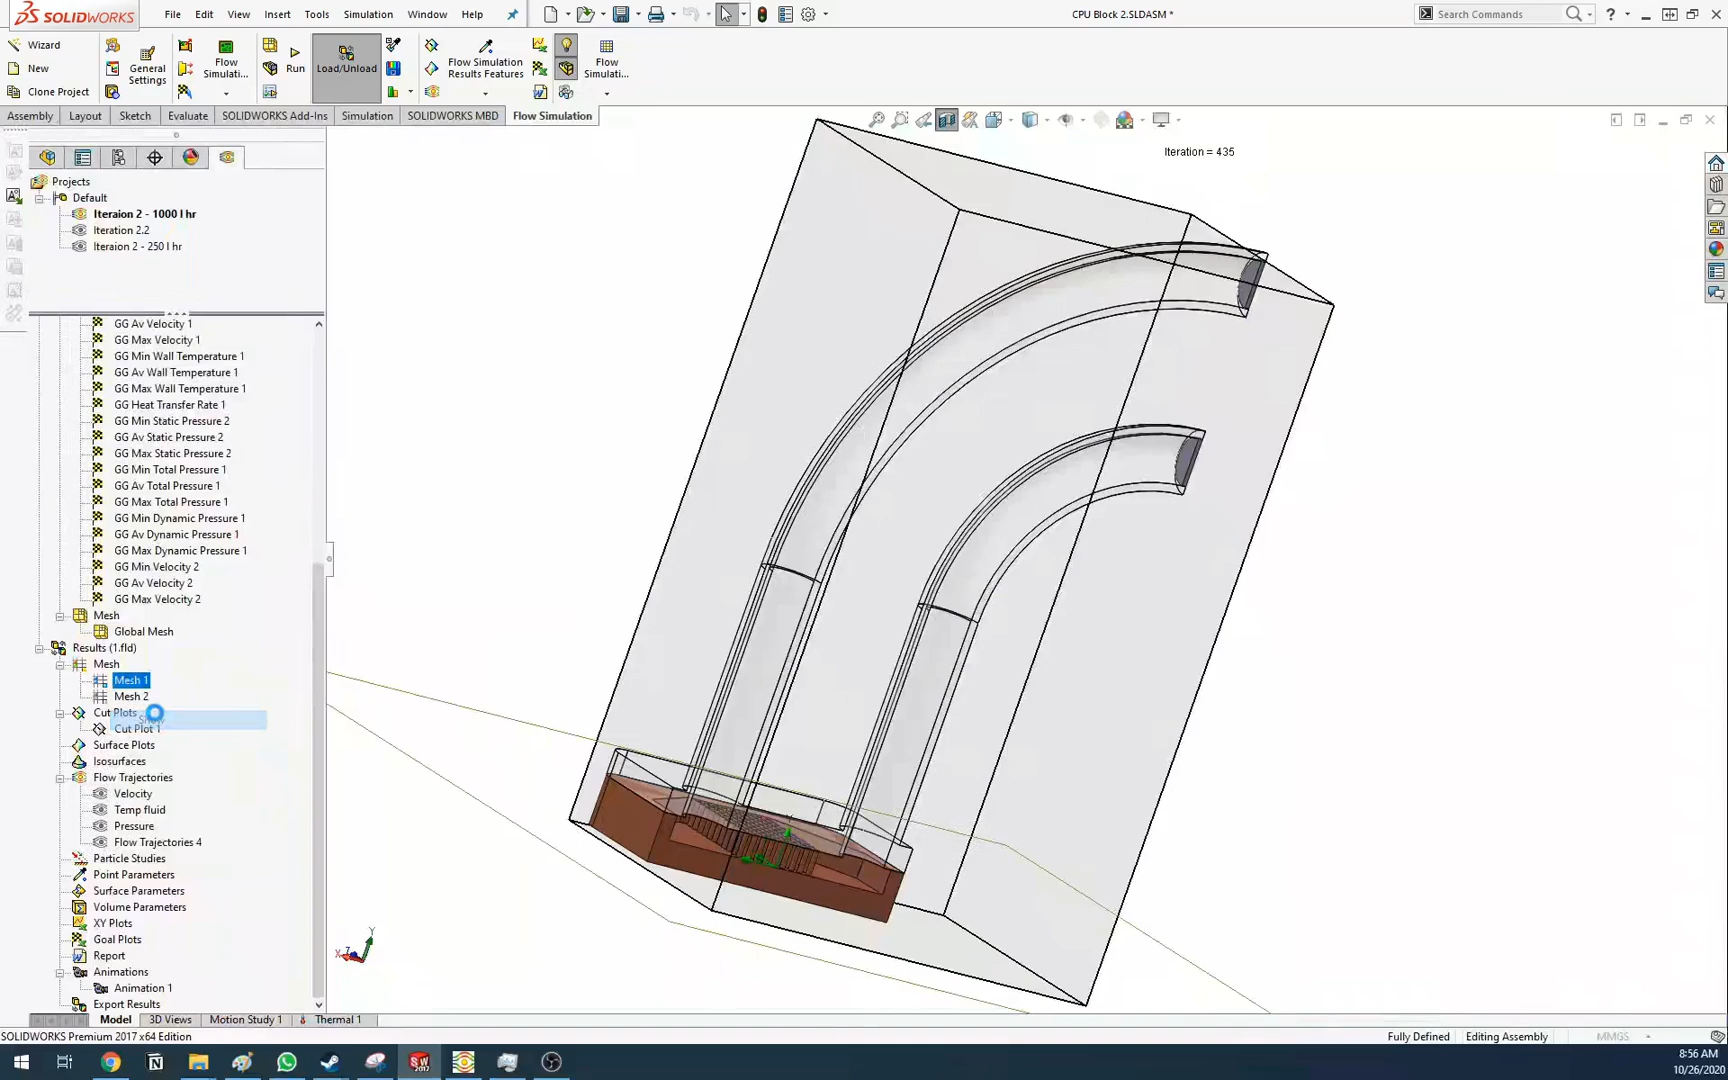 SOLIDWORKS File Edit View Insert Tools Simulation Window Help CPU Block 2.SLDASM * Search Commands
Wizard
New
Clone Project
General
Settings
Flow
Simulati...
Run
Load/Unload
Flow Simulation
Results Features
Flow
Simulati...
Assembly Layout Sketch Evaluate SOLIDWORKS Add-Ins Simulation SOLIDWORKS MBD Flow Simulation
Iteration = 435
Projects
Default
Iteraion 2 - 1000 l hr
Iteration 2.2
Iteraion 2 - 250 l hr
GG Av Velocity 1
GG Max Velocity 1
GG Min Wall Temperature 1
GG Av Wall Temperature 1
GG Max Wall Temperature 1
GG Heat Transfer Rate 1
GG Min Static Pressure 2
GG Av Static Pressure 2
GG Max Static Pressure 2
GG Min Total Pressure 1
GG Av Total Pressure 1
GG Max Total Pressure 1
GG Min Dynamic Pressure 1
GG Av Dynamic Pressure 1
GG Max Dynamic Pressure 1
GG Min Velocity 2
GG Av Velocity 2
GG Max Velocity 2
Mesh
Global Mesh
Results (1.fld)
Mesh
Mesh 1
Mesh 2
Cut Plots
Show
Cut Plot 1
Surface Plots
Isosurfaces
Flow Trajectories
Velocity
Temp fluid
Pressure
Flow Trajectories 4
Particle Studies
Point Parameters
Surface Parameters
Volume Parameters
XY Plots
Goal Plots
Report
Animations
Animation 1
Export Results
Y
X
Z
Model 3D Views Motion Study 1 Thermal 1
SOLIDWORKS Premium 2017 x64 Edition Fully Defined Editing Assembly MMGS
8:56 AM
10/26/2020